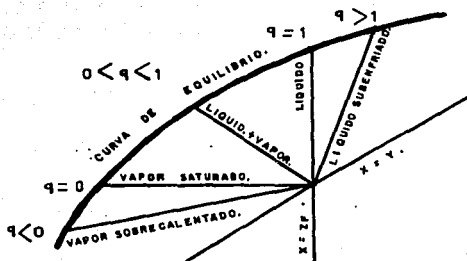 q > 1
q = 1
0 < q < 1
CURVA DE EQUILIBRIO.
LIQUIDO
LIQUIDO SUBENFRIADO.
LIQUID.+VAPOR.
X = Y.
q = 0
VAPOR SATURADO.
q<0
VAPOR SOBRECALENTADO.
X = ZF.